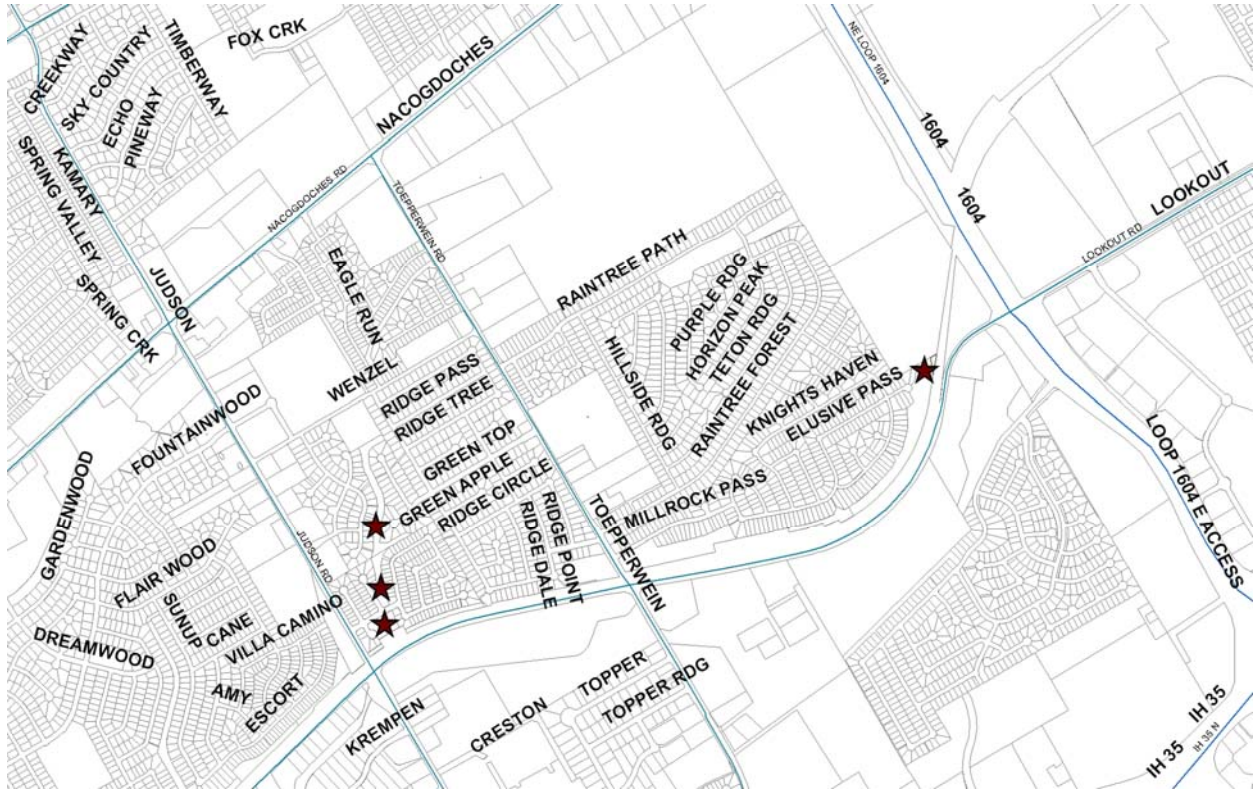 CREEKWAY
SKY COUNTRY
TIMBERWAY
FOX CRK
ECHO
PINEWAY
NACOGDOCHES
NE LOOP 1604
1604
KAMARY
SPRING VALLEY
NACOGDOCHES RD
TOEPPERWEIN RD
LOOKOUT
1604
LOOKOUT RD
JUDSON
SPRING CRK
EAGLE RUN
RAINTREE PATH
PURPLE RDG
HORIZON PEAK
TETON RDG
RAINTREE FOREST
HILLSIDE RDG
WENZEL
RIDGE PASS
RIDGE TREE
KNIGHTS HAVEN
ELUSIVE PASS
FOUNTAINWOOD
GREEN TOP
GREEN APPLE
RIDGE CIRCLE
LOOP 1604 E ACCESS
GARDENWOOD
RIDGE POINT
RIDGE DALE
TOEPPERWEIN
MILLROCK PASS
JUDSON RD
FLAIR WOOD
SUNUP
CANE
VILLA CAMINO
DREAMWOOD
AMY
ESCORT
KREMPEN
CRESTON
TOPPER
TOPPER RDG
IH 35
IH 35 N
IH 35